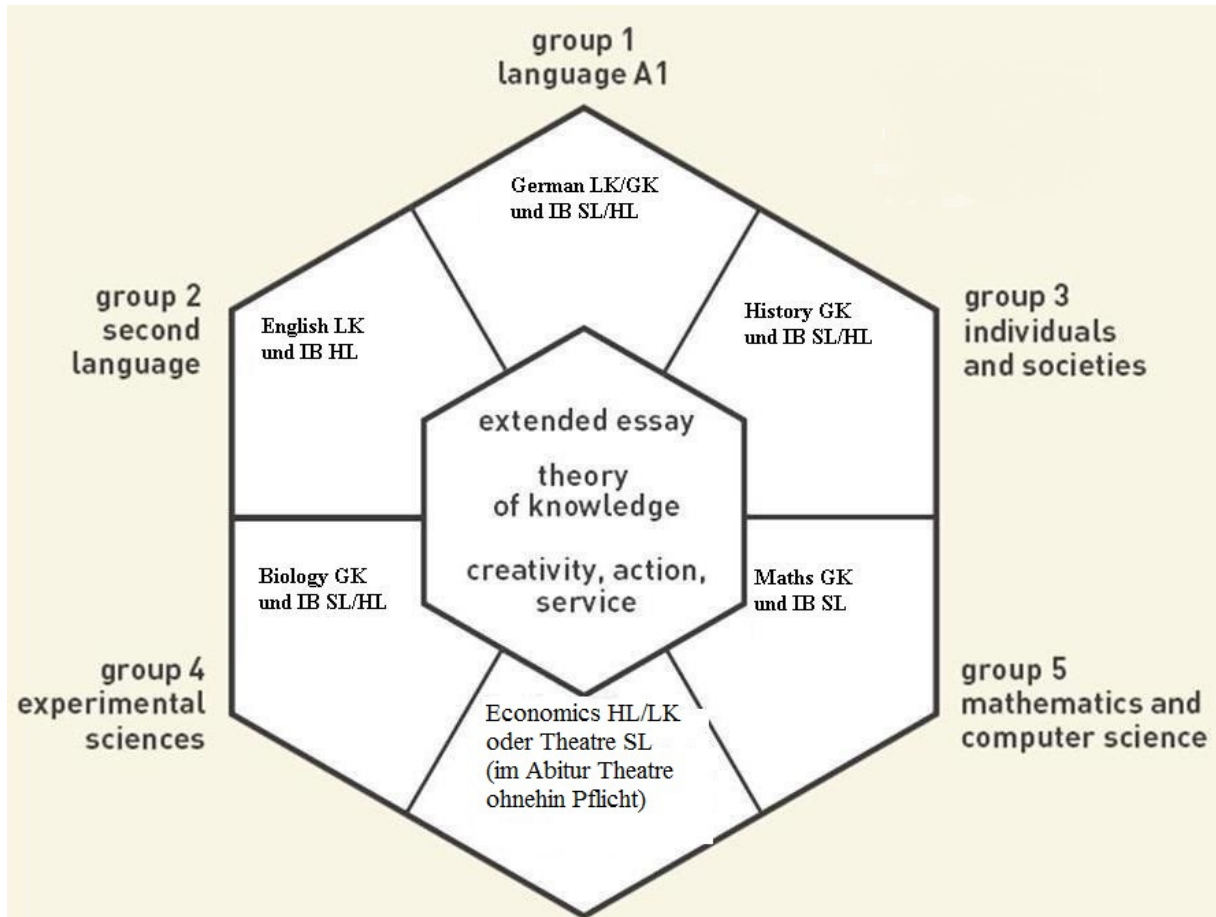 group 1
language A1
German LK/GK
und IB SL/HL
group 2
second
language
English LK
und IB HL
History GK
und IB SL/HL
group 3
individuals
and societies
extended essay
theory
of knowledge
creativity, action,
service
Biology GK
und IB SL/HL
Maths GK
und IB SL
group 4
experimental
sciences
Economics HL/LK
oder Theatre SL
(im Abitur Theatre
ohnehin Pflicht)
group 5
mathematics and
computer science